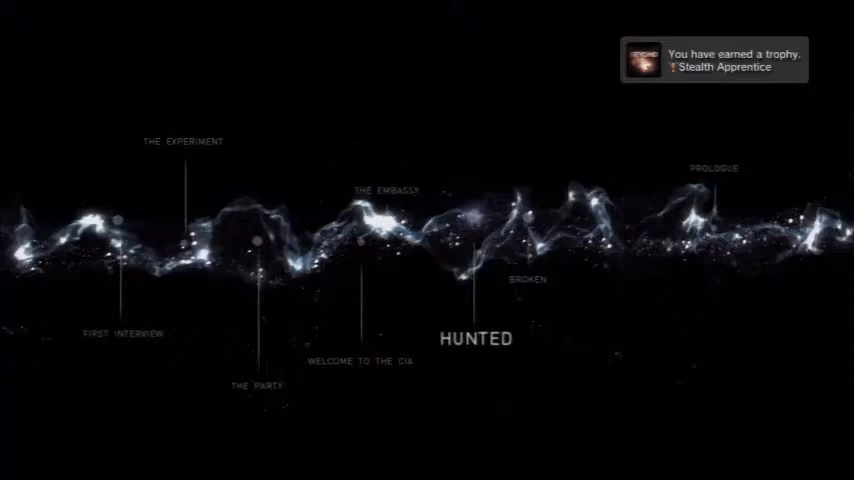 You have earned a trophy.
Stealth Apprentice
THE EXPERIMENT
PROLOGUE
THE EMBASSY
BROKEN
FIRST INTERVIEW
HUNTED
WELCOME TO THE CIA
THE PARTY